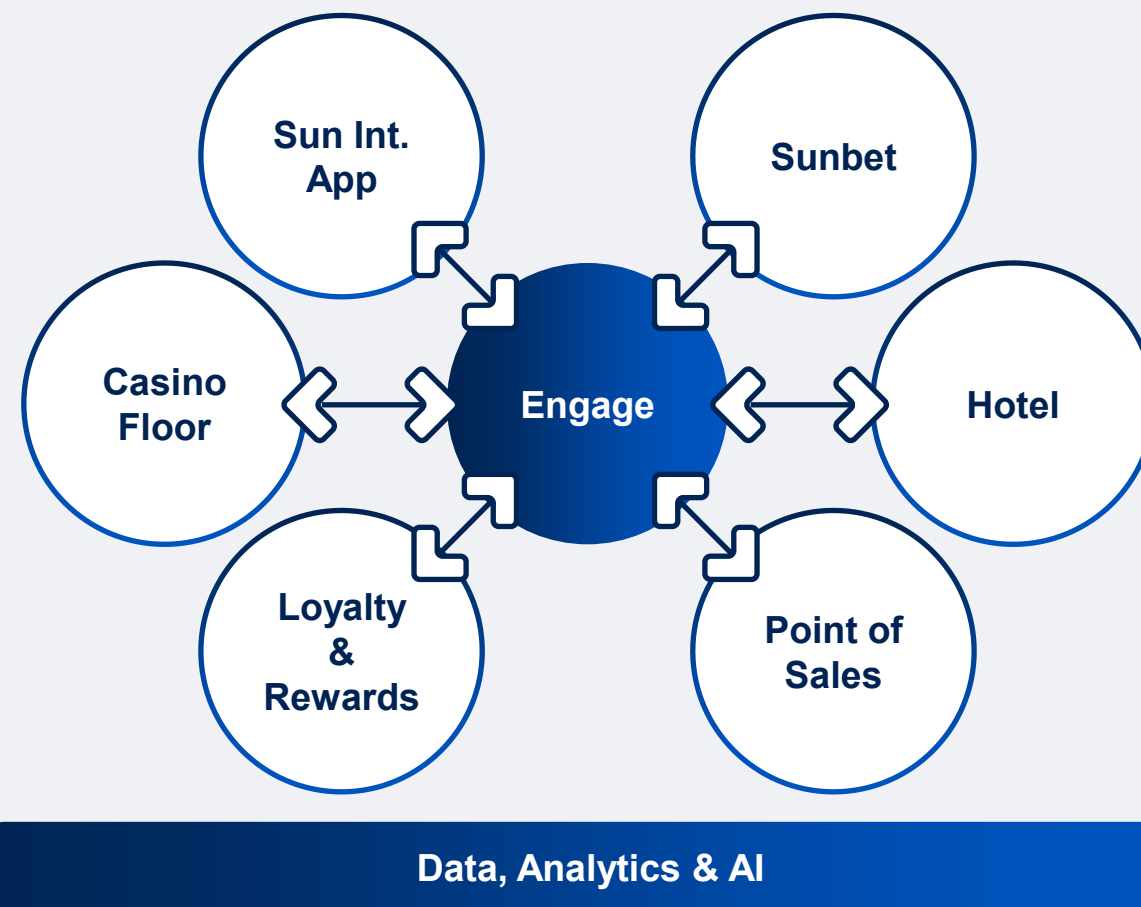 Sun Int.
App
Sunbet
Casino
Floor
Engage
Hotel
Loyalty
&
Rewards
Point of
Sales
Data, Analytics & AI